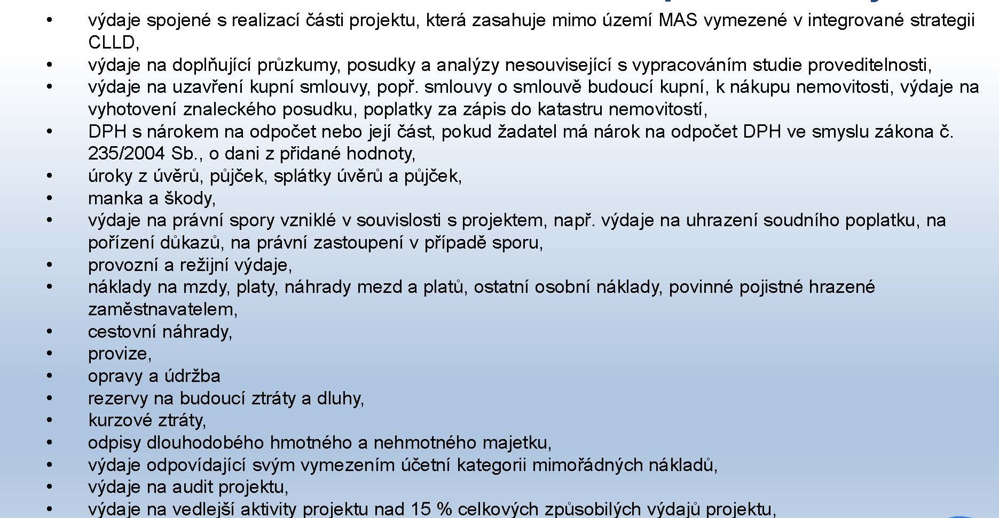 • výdaje spojené s realizací části projektu, která zasahuje mimo území MAS vymezené v integrované strategii
CLLD,
• výdaje na doplňující průzkumy, posudky a analýzy nesouvisející s vypracováním studie proveditelnosti,
• výdaje na uzavření kupní smlouvy, popř. smlouvy o smlouvě budoucí kupní, k nákupu nemovitosti, výdaje na
vyhotovení znaleckého posudku, poplatky za zápis do katastru nemovitostí,
• DPH s nárokem na odpočet nebo její část, pokud žadatel má nárok na odpočet DPH ve smyslu zákona č.
235/2004 Sb., o dani z přidané hodnoty,
• úroky z úvěrů, půjček, splátky úvěrů a půjček,
• manka a škody,
• výdaje na právní spory vzniklé v souvislosti s projektem, např. výdaje na uhrazení soudního poplatku, na
pořízení důkazů, na právní zastoupení v případě sporu,
• provozní a režijní výdaje,
• náklady na mzdy, platy, náhrady mezd a platů, ostatní osobní náklady, povinné pojistné hrazené
zaměstnavatelem,
• cestovní náhrady,
• provize,
• opravy a údržba
• rezervy na budoucí ztráty a dluhy,
• kurzové ztráty,
• odpisy dlouhodobého hmotného a nehmotného majetku,
• výdaje odpovídající svým vymezením účetní kategorii mimořádných nákladů,
• výdaje na audit projektu,
• výdaje na vedlejší aktivity projektu nad 15 % celkových způsobilých výdajů projektu,